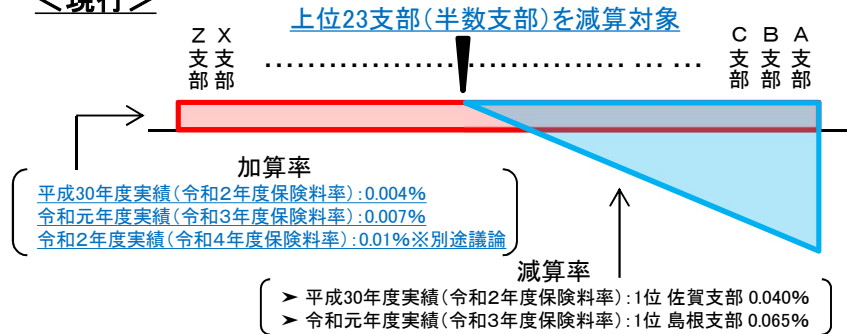 ＜現行＞
上位23支部（半数支部）を減算対象
Z支部 X支部 ‥‥‥‥‥‥‥‥‥‥‥‥‥‥‥‥‥‥ … … C支部 B支部 A支部
加算率
平成30年度実績（令和２年度保険料率）：0.004%
令和元年度実績（令和３年度保険料率）：0.007%
令和２年度実績（令和４年度保険料率）：0.01%※別途議論
減算率
➤ 平成30年度実績（令和２年度保険料率）：1位 佐賀支部 0.040%
➤ 令和元年度実績（令和３年度保険料率）：1位 島根支部 0.065%